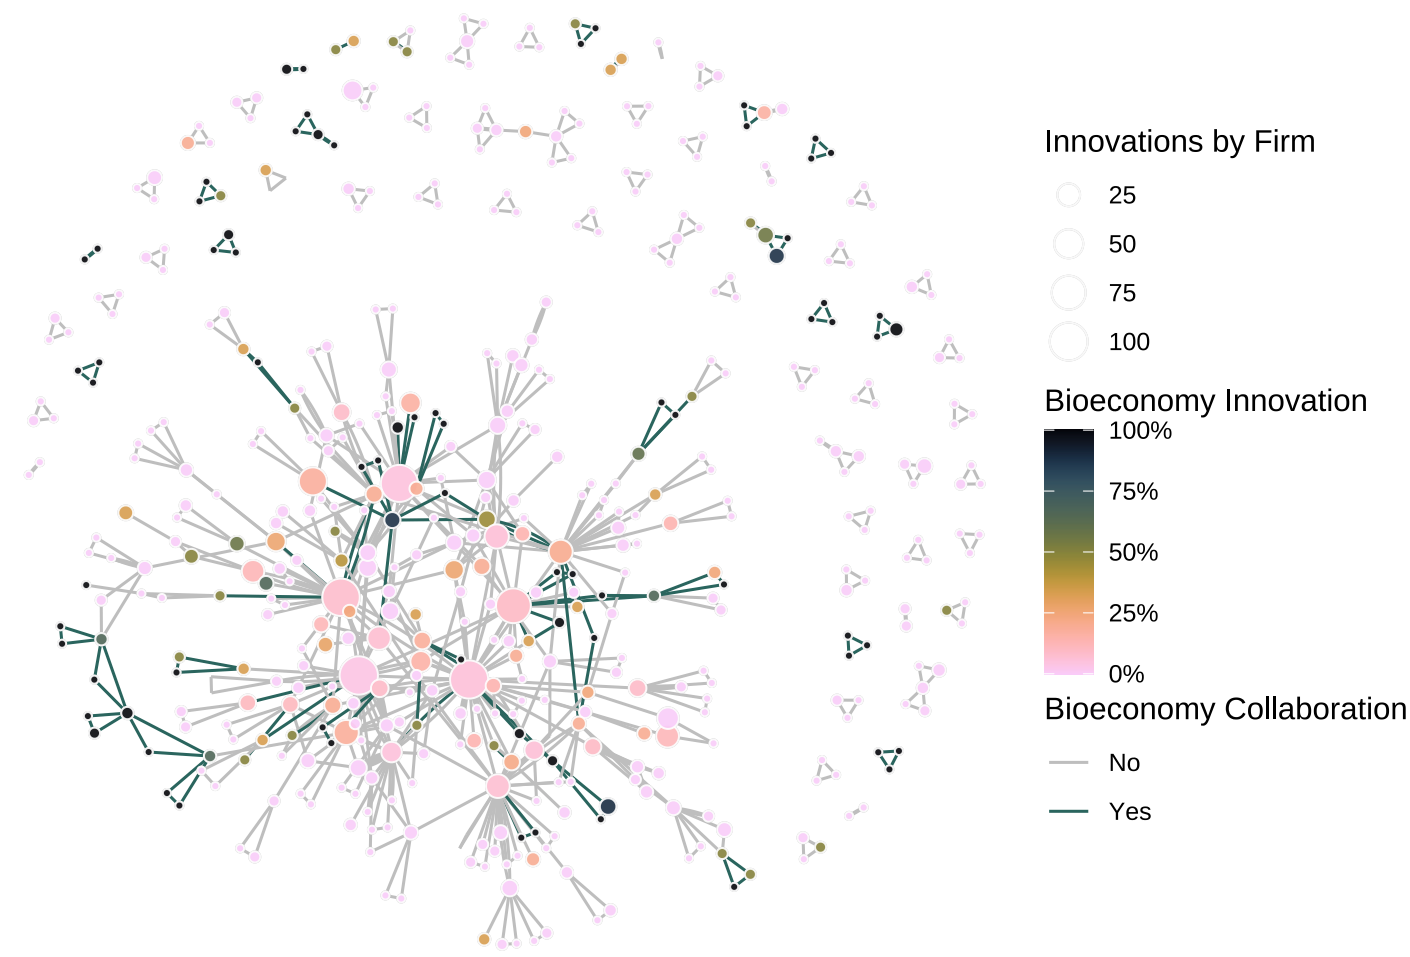 Innovations by Firm
25
50
75
100
Bioeconomy Innovation
100%
75%
50%
25%
0%
Bioeconomy Collaboration
No
Yes